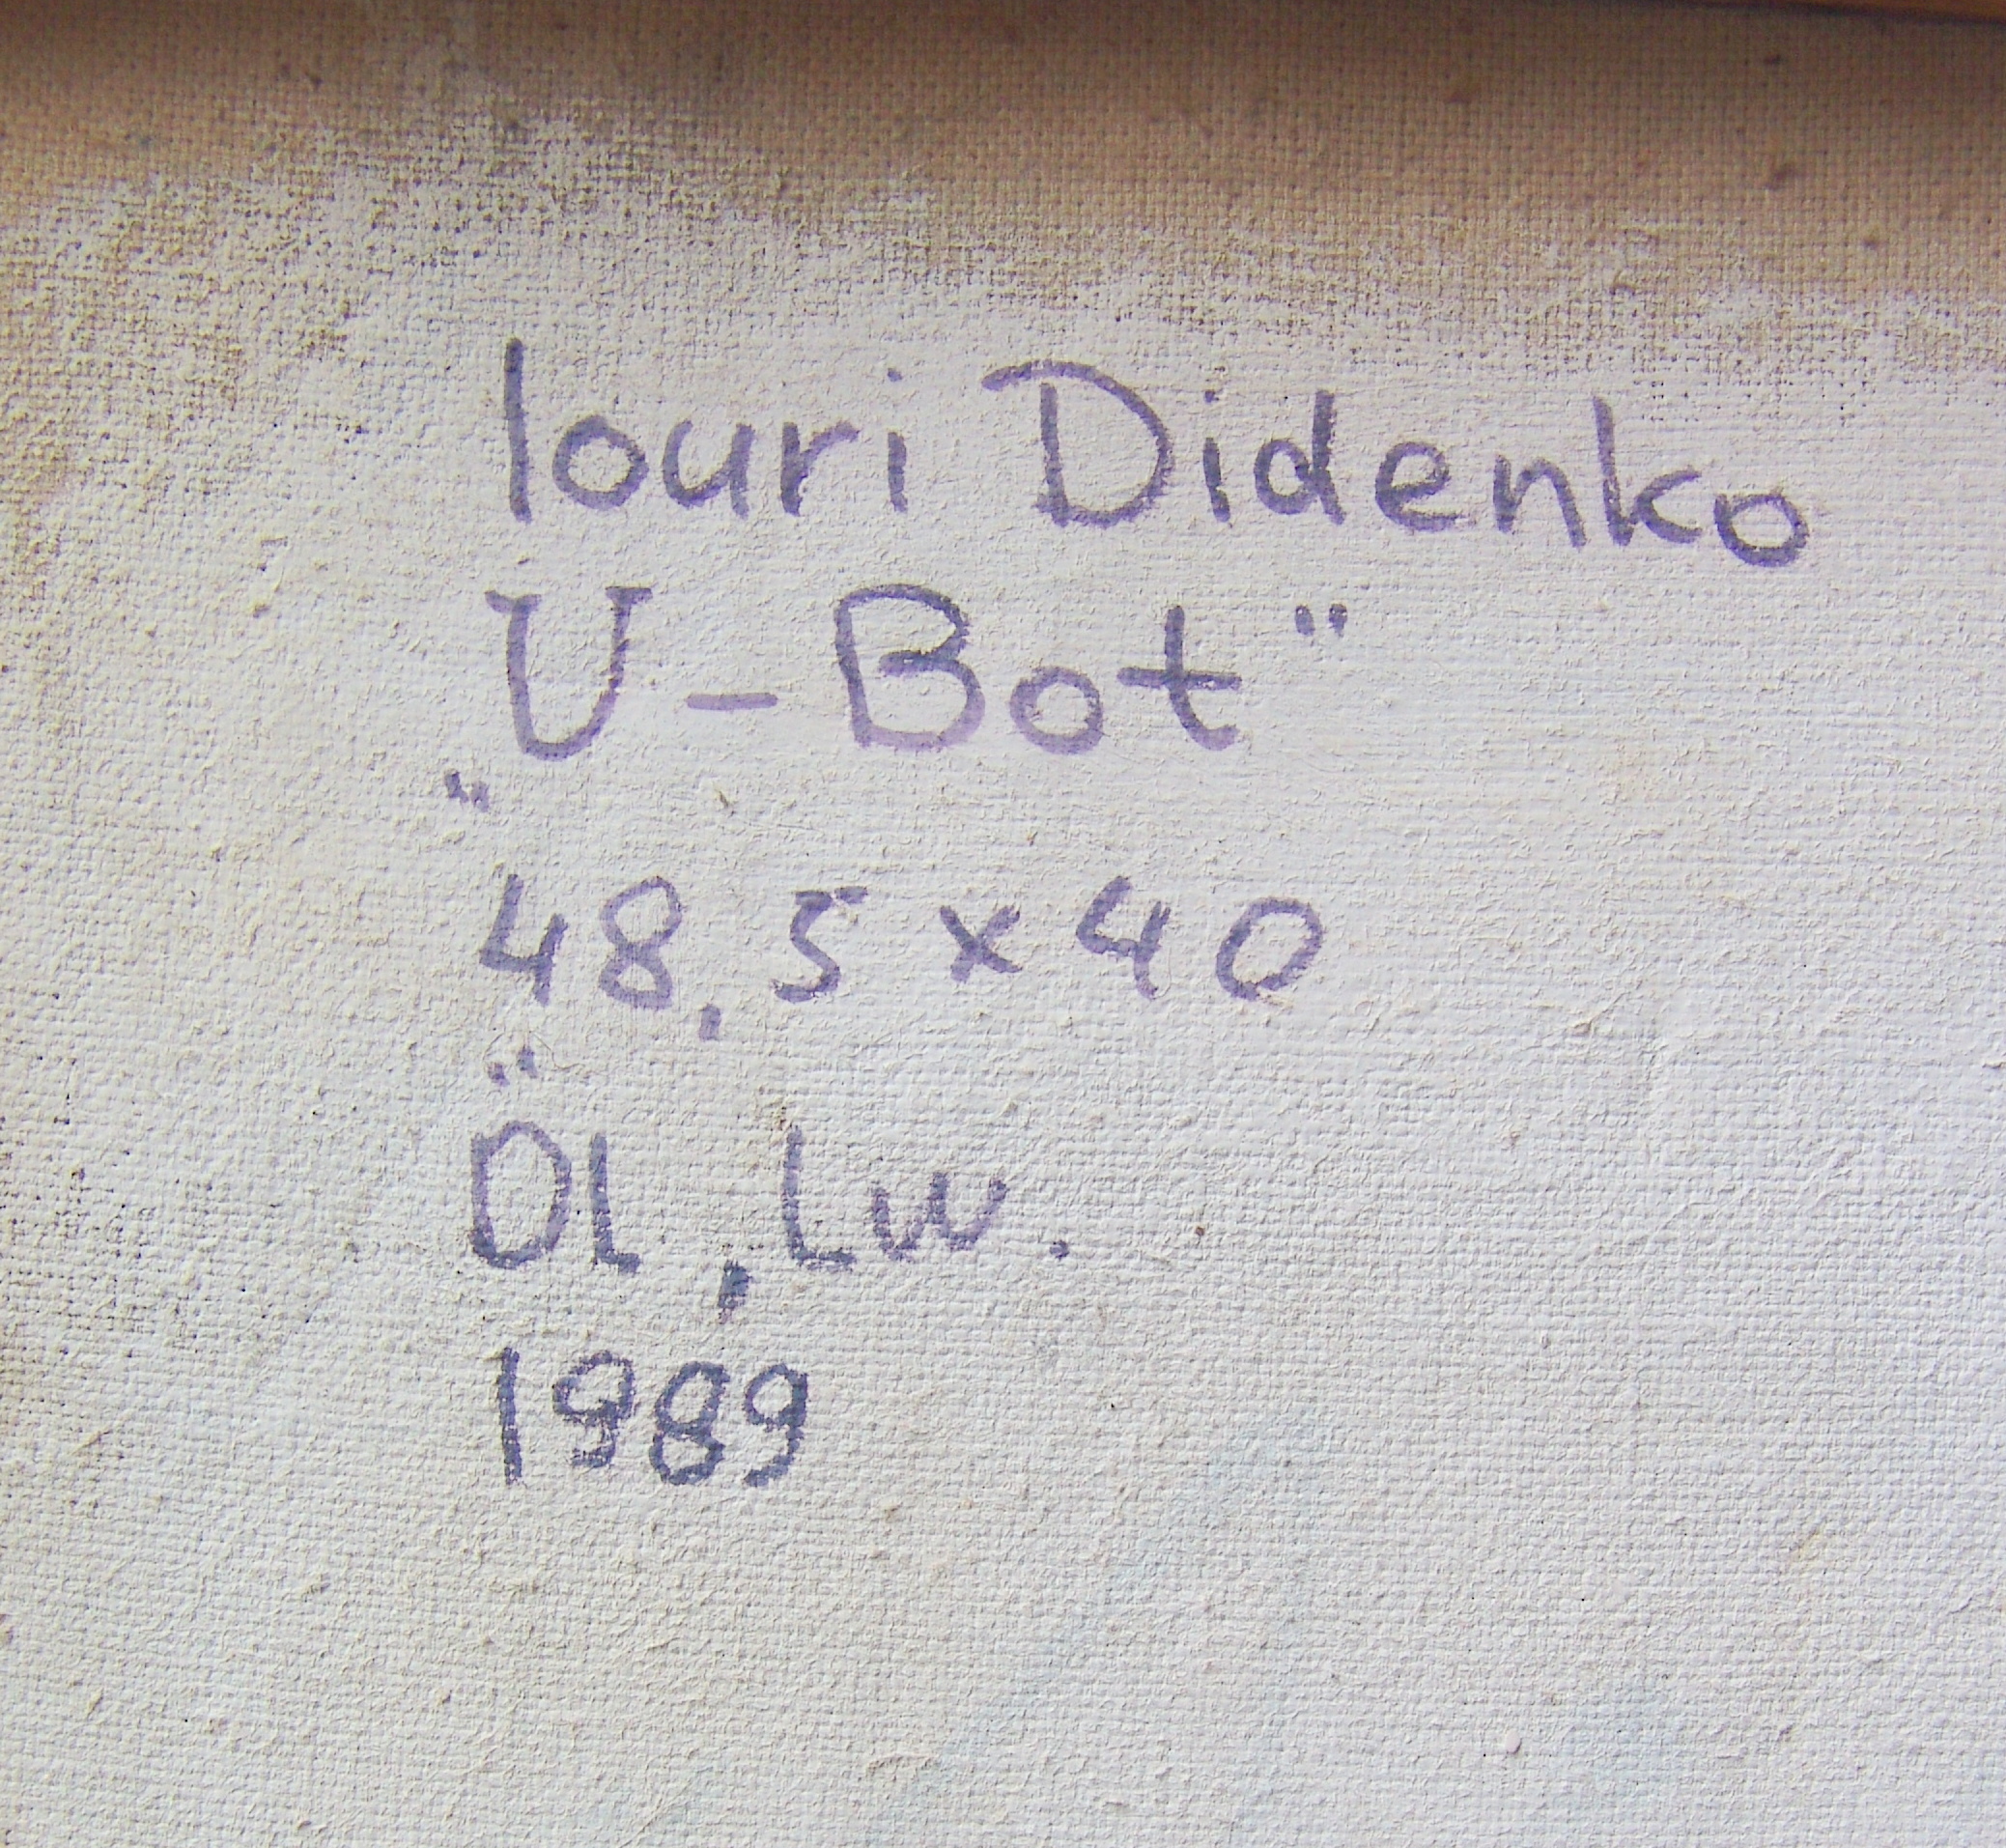 Iouri Didenko
„U-Bot“
48,5 x 40
Öl, Lw.
1989